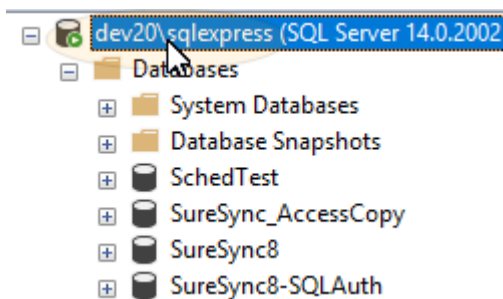 dev20\sqlexpress (SQL Server 14.0.2002
Databases
System Databases
Database Snapshots
SchedTest
SureSync_AccessCopy
SureSync8
SureSync8-SQLAuth